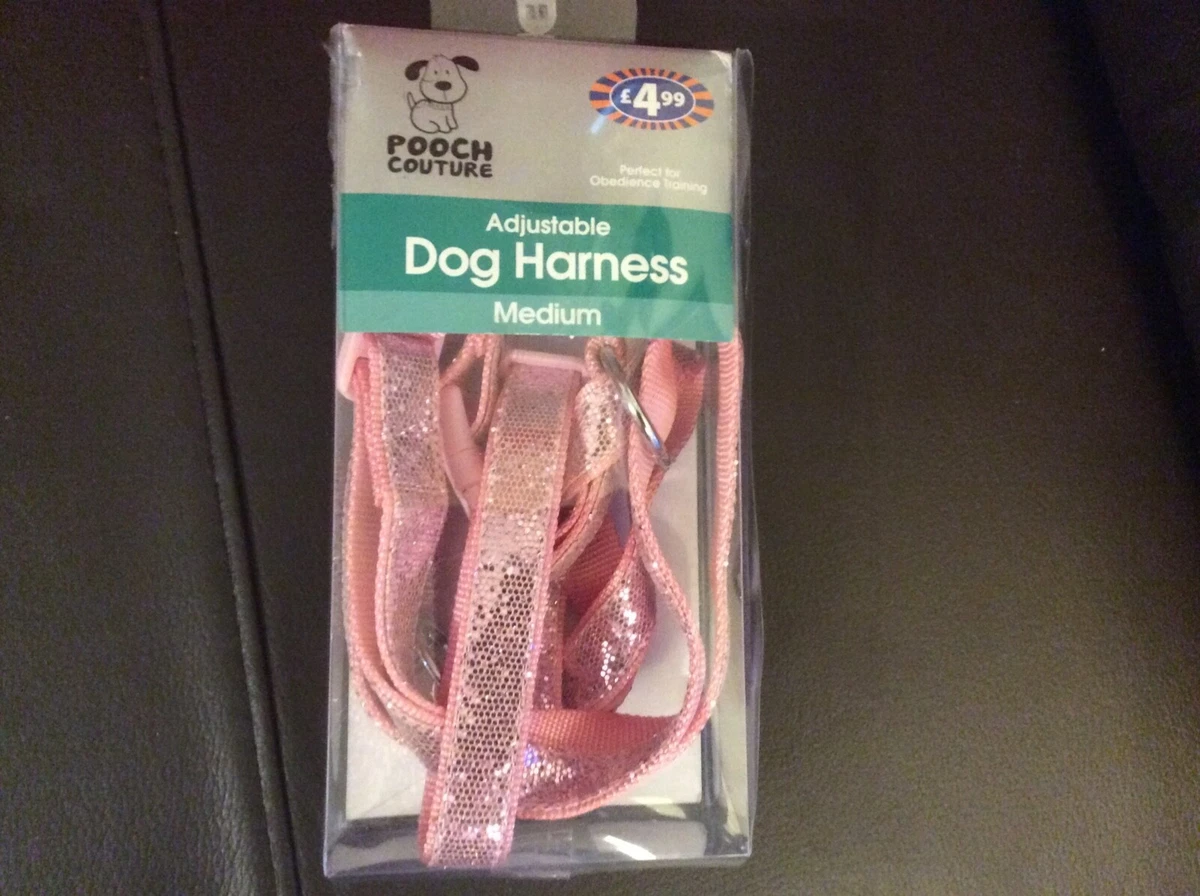 POOCH
COUTURE
£4.99
Perfect for
Obedience Training
Adjustable
Dog Harness
Medium